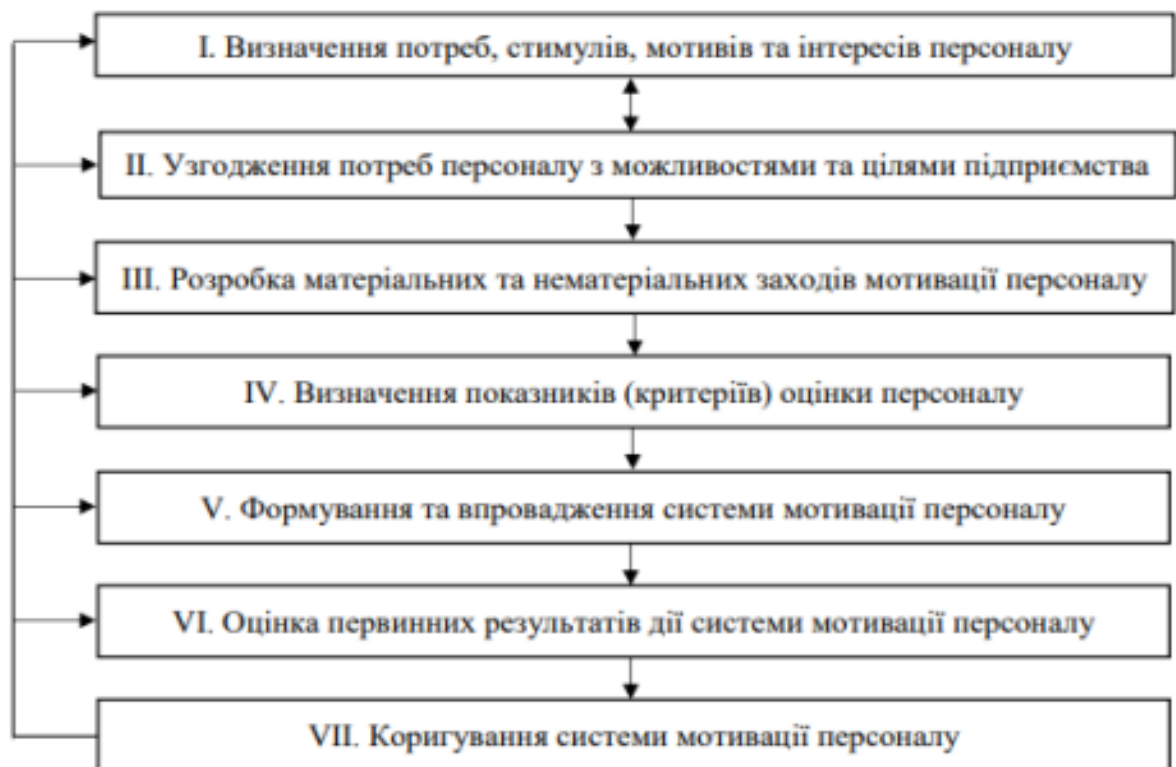 I. Визначення потреб, стимулів, мотивів та інтересів персоналу
II. Узгодження потреб персоналу з можливостями та цілями підприємства
III. Розробка матеріальних та нематеріальних заходів мотивації персоналу
IV. Визначення показників (критеріїв) оцінки персоналу
V. Формування та впровадження системи мотивації персоналу
VI. Оцінка первинних результатів дії системи мотивації персоналу
VII. Коригування системи мотивації персоналу